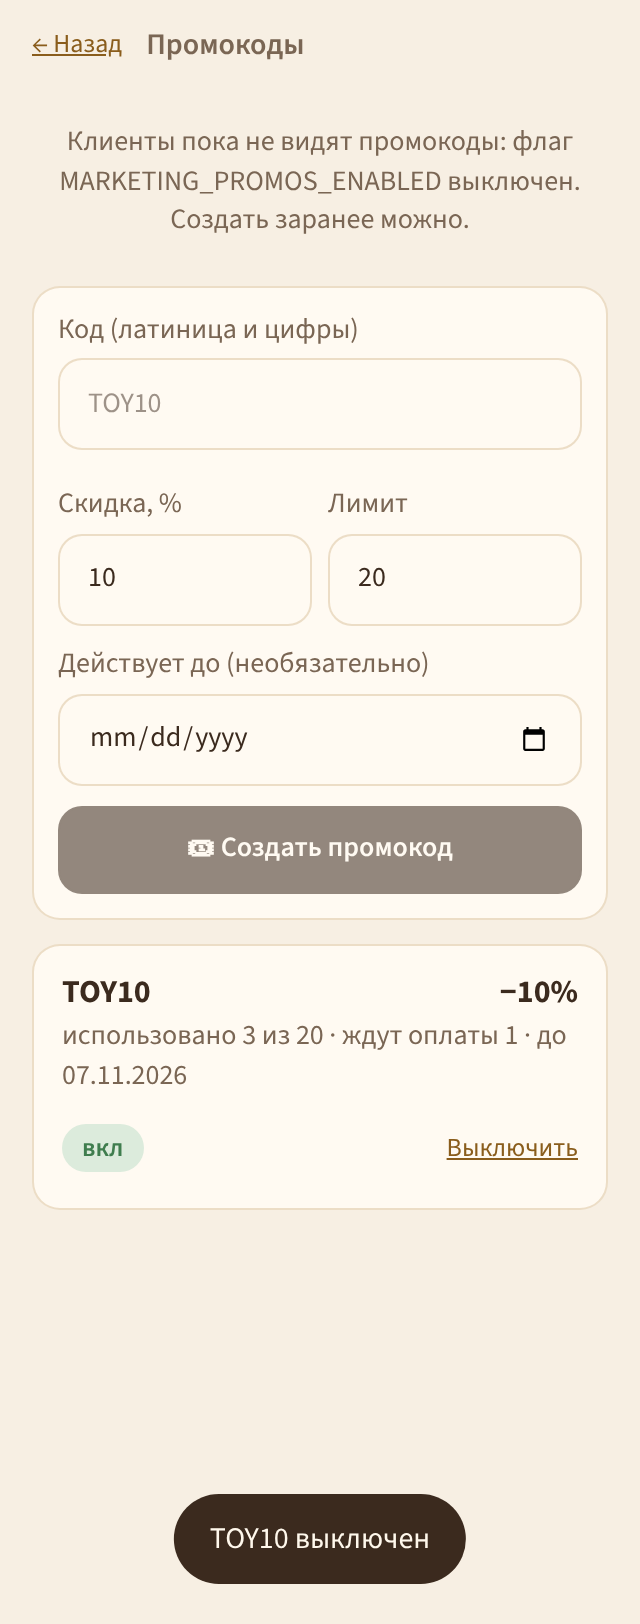 ← Назад Промокоды
Клиенты пока не видят промокоды: флаг
MARKETING_PROMOS_ENABLED выключен.
Создать заранее можно.
Код (латиница и цифры)
TOY10
Скидка, % Лимит
10 20
Действует до (необязательно)
mm/dd/yyyy
🎟 Создать промокод
TOY10 −10%
использовано 3 из 20 · ждут оплаты 1 · до
07.11.2026
вкл Выключить
TOY10 выключен